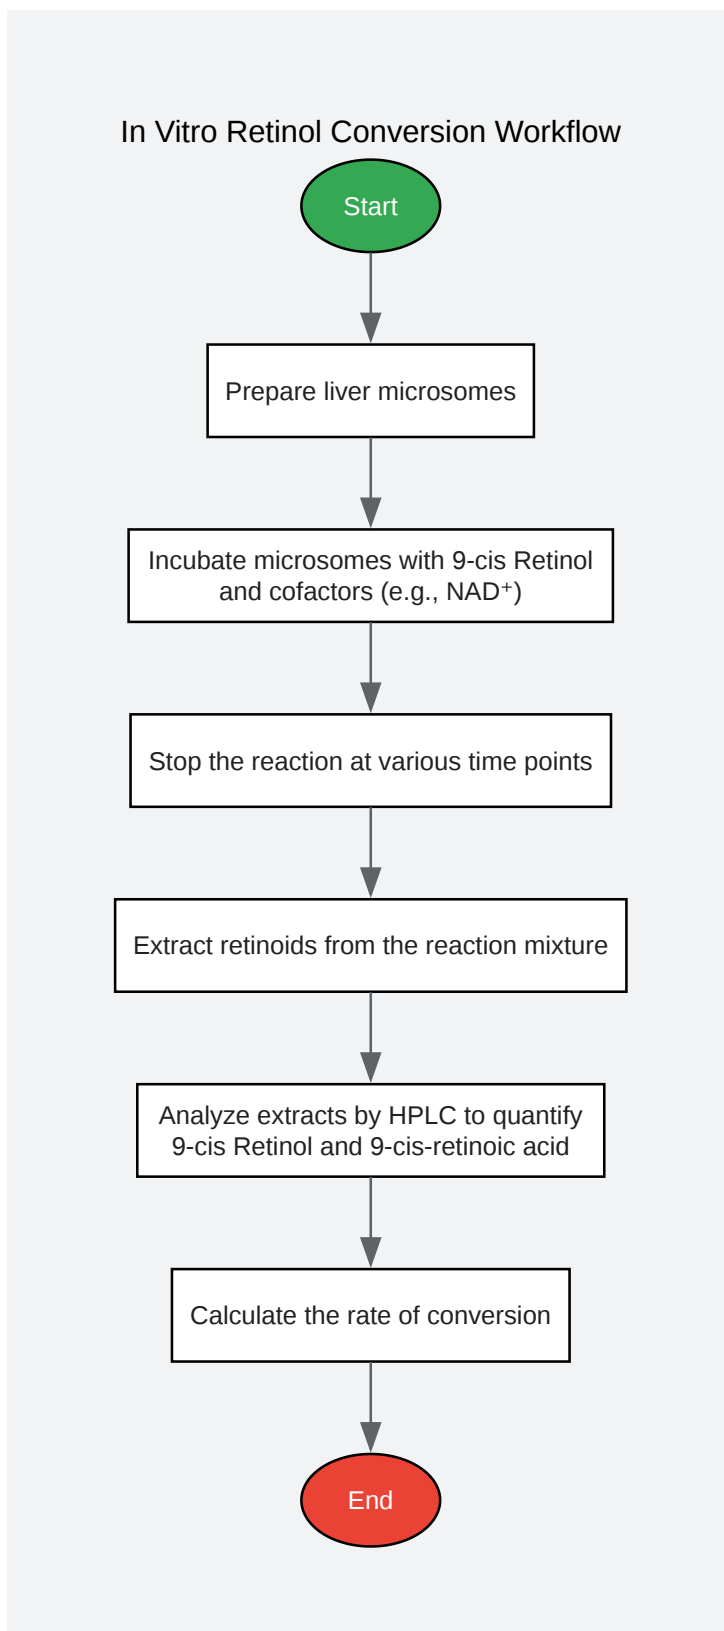 In Vitro Retinol Conversion Workflow
Start
Prepare liver microsomes
Incubate microsomes with 9-cis Retinol
and cofactors (e.g., NAD⁺)
Stop the reaction at various time points
Extract retinoids from the reaction mixture
Analyze extracts by HPLC to quantify
9-cis Retinol and 9-cis-retinoic acid
Calculate the rate of conversion
End